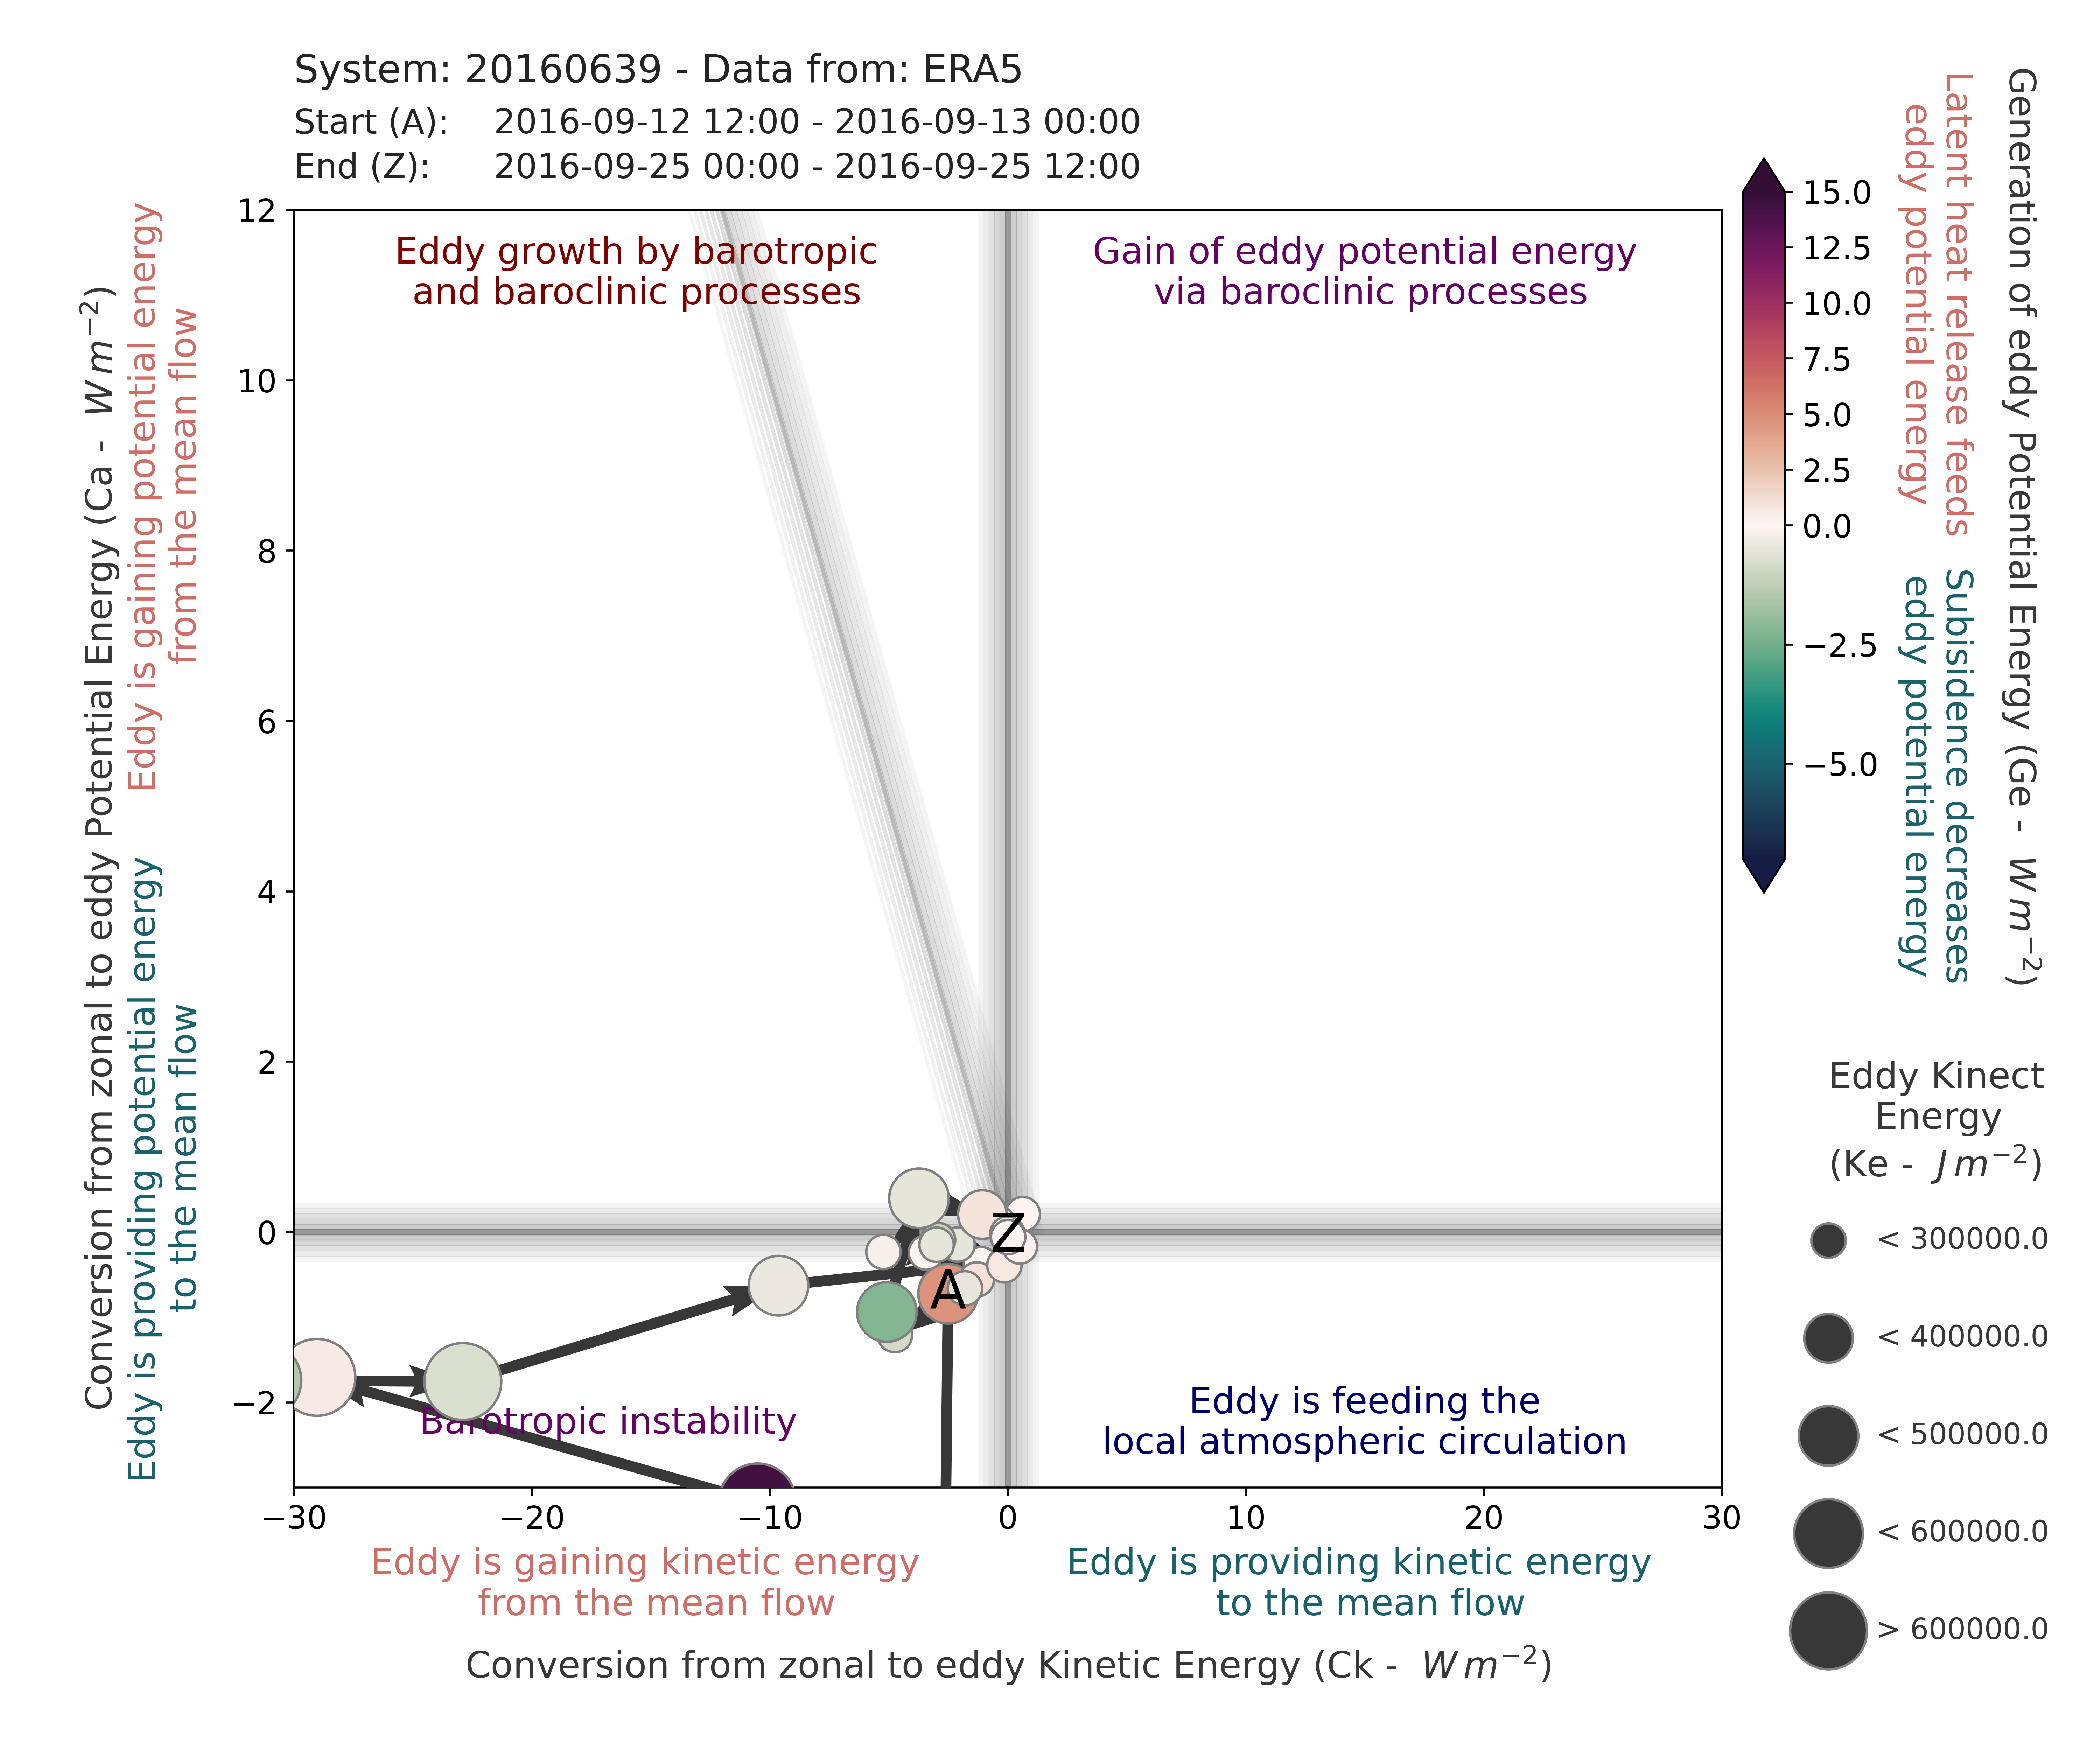 System: 20160639 - Data from: ERA5
Start (A): 2016-09-12 12:00 - 2016-09-13 00:00
End (Z): 2016-09-25 00:00 - 2016-09-25 12:00
Conversion from zonal to eddy Potential Energy (Ca - W m⁻²)
Eddy is gaining potential energy
from the mean flow
Eddy is providing potential energy
to the mean flow
12
10
8
6
4
2
0
−2
Eddy growth by barotropic
and baroclinic processes
Gain of eddy potential energy
via baroclinic processes
Z
A
Barotropic instability
Eddy is feeding the
local atmospheric circulation
−30
−20
−10
0
10
20
30
Eddy is gaining kinetic energy
from the mean flow
Eddy is providing kinetic energy
to the mean flow
Conversion from zonal to eddy Kinetic Energy (Ck - W m⁻²)
15.0
12.5
10.0
7.5
5.0
2.5
0.0
−2.5
−5.0
Latent heat release feeds
eddy potential energy
Subisidence decreases
eddy potential energy
Generation of eddy Potential Energy (Ge - W m⁻²)
Eddy Kinect
Energy
(Ke - J m⁻²)
< 300000.0
< 400000.0
< 500000.0
< 600000.0
> 600000.0